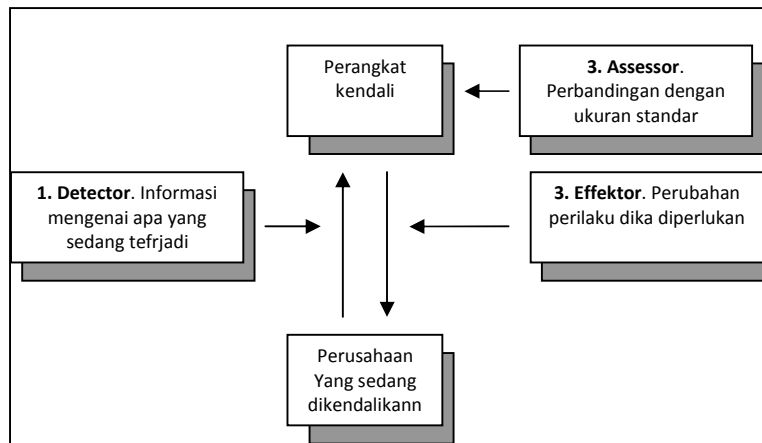 Perangkat
kendali
3. Assessor.
Perbandingan dengan
ukuran standar
1. Detector. Informasi
mengenai apa yang
sedang tefrjadi
3. Effektor. Perubahan
perilaku dika diperlukan
Perusahaan
Yang sedang
dikendalikann